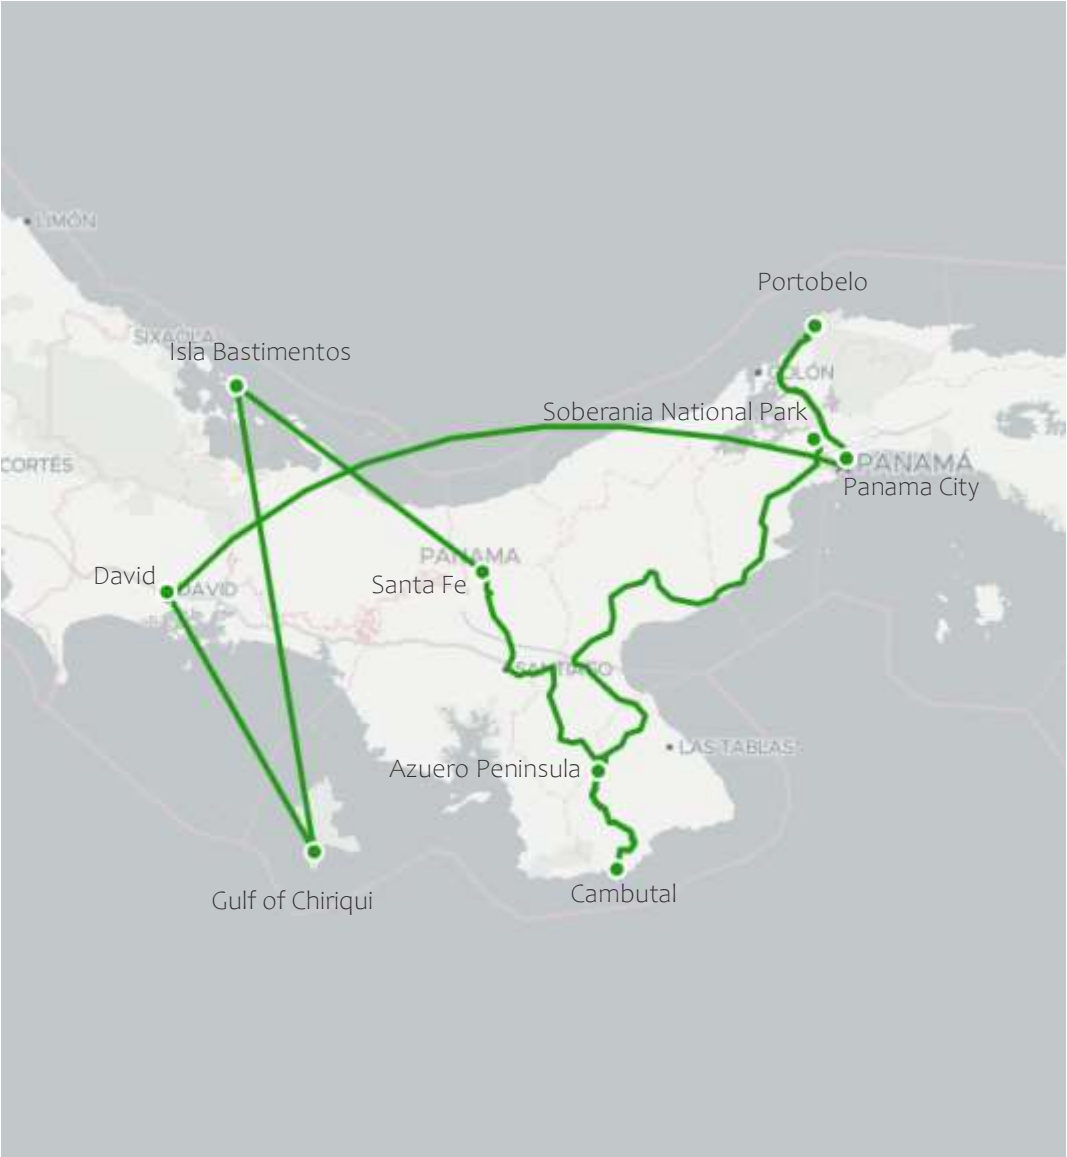 LIMÓN
Portobelo
SIXAOLA
Isla Bastimentos
COLÓN
Soberania National Park
CORTÉS
PANAMÁ
Panama City
PANAMA
David
DAVID
Santa Fe
SANTIAGO
LAS TABLAS
Azuero Peninsula
Gulf of Chiriqui
Cambutal